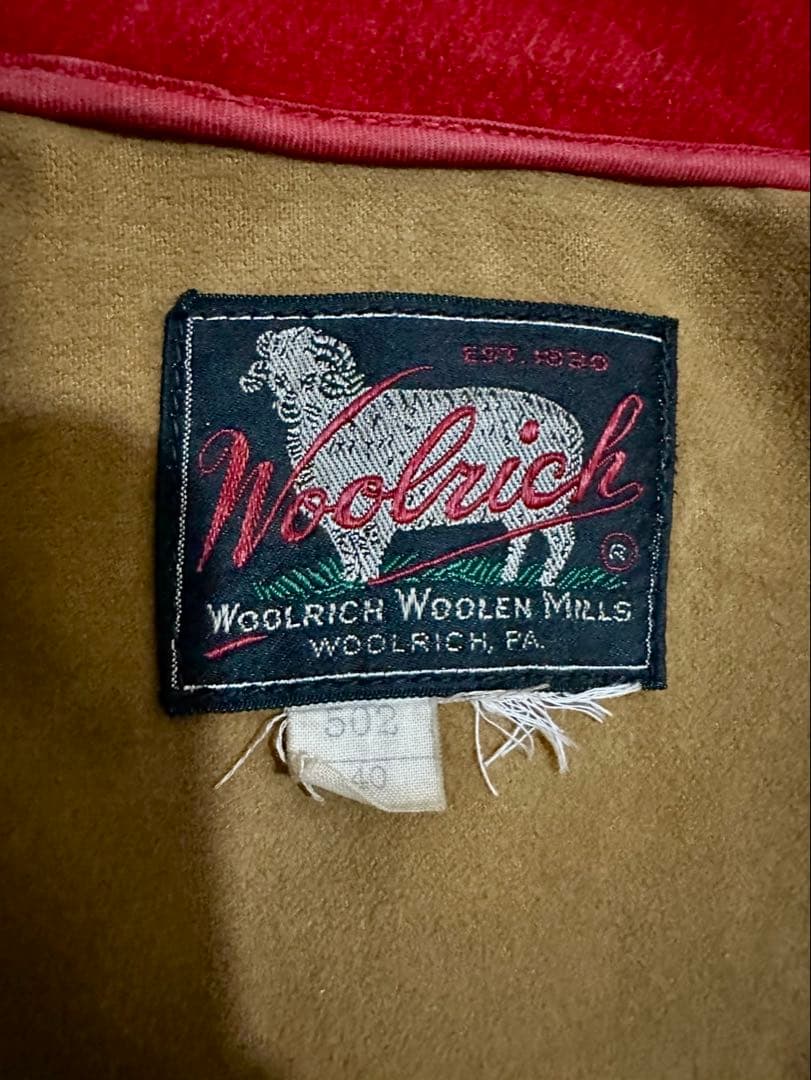 EST. 1830
Woolrich
®
WOOLRICH WOOLEN MILLS
WOOLRICH, PA.
502
40